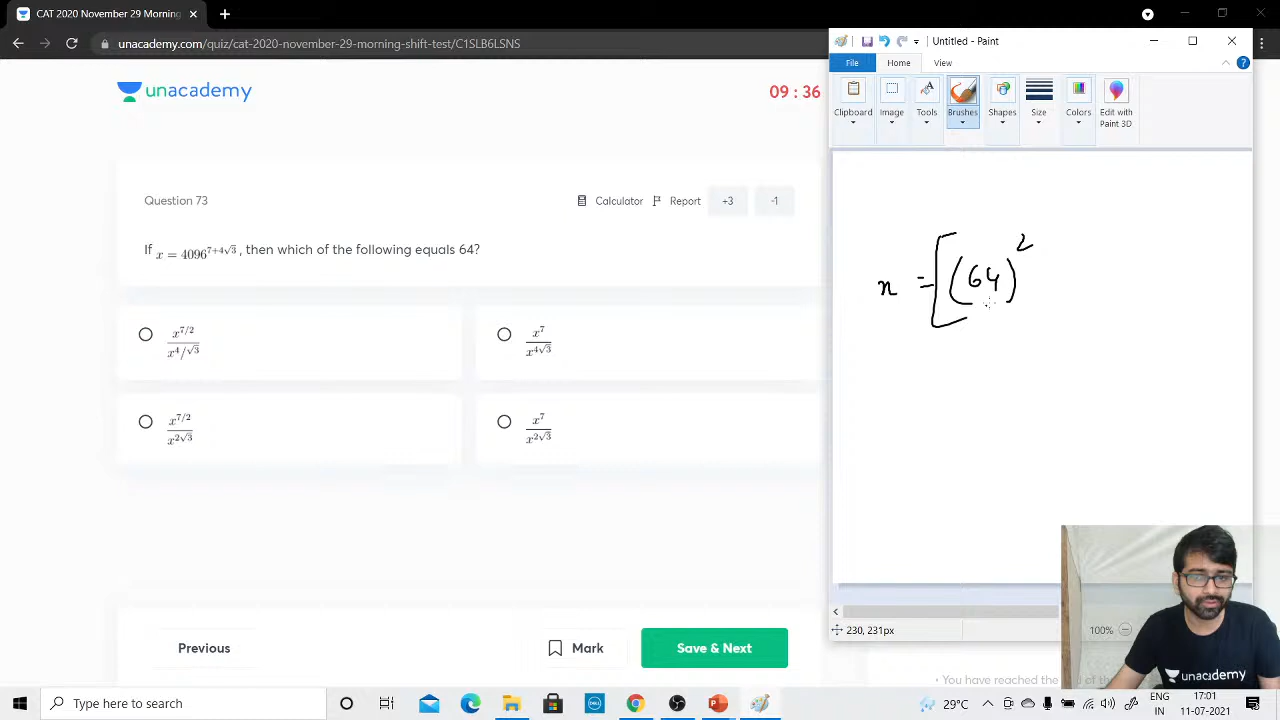 CAT 2020 November 29 Morning
unacademy.com/quiz/cat-2020-november-29-morning-shift-test/C1SLB6LSNS
Untitled - Paint
File Home View
Clipboard Image Tools Brushes Shapes Size Colors Edit with Paint 3D
unacademy
09 : 36
Question 73
Calculator Report +3 -1
If x = 4096^{7+4√3}, then which of the following equals 64?
x^{7/2} / x^{4/√3}
x^7 / x^{4√3}
x^{7/2} / x^{2√3}
x^7 / x^{2√3}
x = [(64)^2
Previous
Mark
Save & Next
230, 231px
100%
unacademy
Type here to search
29°C
ENG
IN
17:01
11-07-2021